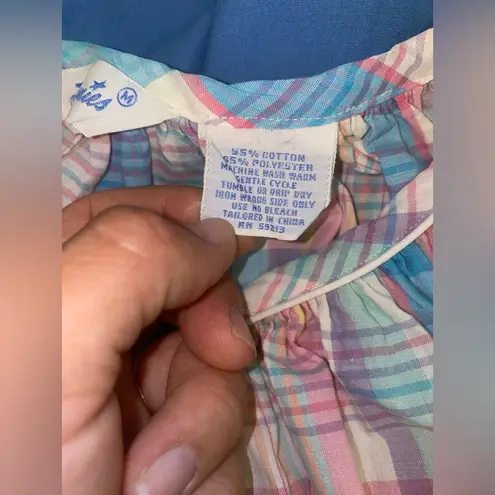 M
55% COTTON
45% POLYESTER
MACHINE WASH WARM
GENTLE CYCLE
TUMBLE OR DRIP DRY
IRON WRONG SIDE ONLY
USE NO BLEACH
TAILORED IN CHINA
RN 59213